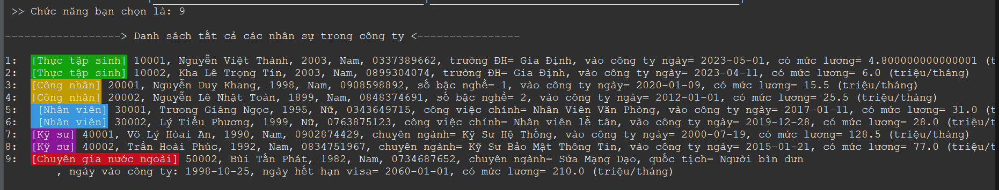 >> Chức năng bạn chọn là: 9
------------------> Danh sách tất cả các nhân sự trong công ty <----------------
1: [Thực tập sinh] 10001, Nguyễn Việt Thành, 2003, Nam, 0337389662, trường ĐH= Gia Định, vào công ty ngày= 2023-05-01, có mức lương= 4.800000000000001 (t
2: [Thực tập sinh] 10002, Kha Lê Trọng Tín, 2003, Nam, 0899304074, trường ĐH= Gia Định, vào công ty ngày= 2023-04-11, có mức lương= 6.0 (triệu/tháng)
3: [Công nhân] 20001, Nguyễn Duy Khang, 1998, Nam, 0908598892, số bậc nghề= 1, vào công ty ngày= 2020-01-09, có mức lương= 15.5 (triệu/tháng)
4: [Công nhân] 20002, Nguyễn Lê Nhật Toàn, 1899, Nam, 0848374691, số bậc nghề= 2, vào công ty ngày= 2012-01-01, có mức lương= 25.5 (triệu/tháng)
5: [Nhân viên] 30001, Trương Giáng Ngọc, 1995, Nữ, 0343649715, công việc chính= Nhân Viên Văn Phòng, vào công ty ngày= 2017-01-11, có mức lương= 31.0 (t
6: [Nhân viên] 30002, Lý Tiểu Phương, 1999, Nữ, 0763875123, công việc chính= Nhân viên lễ tân, vào công ty ngày= 2019-12-28, có mức lương= 28.0 (triệu/t
7: [Kỹ sư] 40001, Võ Lý Hòai An, 1990, Nam, 0902874429, chuyên ngành= Kỹ Sư Hệ Thống, vào công ty ngày= 2000-07-19, có mức lương= 128.5 (triệu/tháng)
8: [Kỹ sư] 40002, Trần Hoài Phúc, 1992, Nam, 0834751967, chuyên ngành= Kỹ Sư Bảo Mật Thông Tin, vào công ty ngày= 2015-01-21, có mức lương= 77.0 (triệu/t
9: [Chuyên gia nước ngoài] 50002, Bùi Tấn Phát, 1982, Nam, 0734687652, chuyên ngành= Sửa Mạng Dạo, quốc tịch= Người bìn dưn
, ngày vào công ty: 1998-10-25, ngày hết hạn visa= 2060-01-01, có mức lương= 210.0 (triệu/tháng)